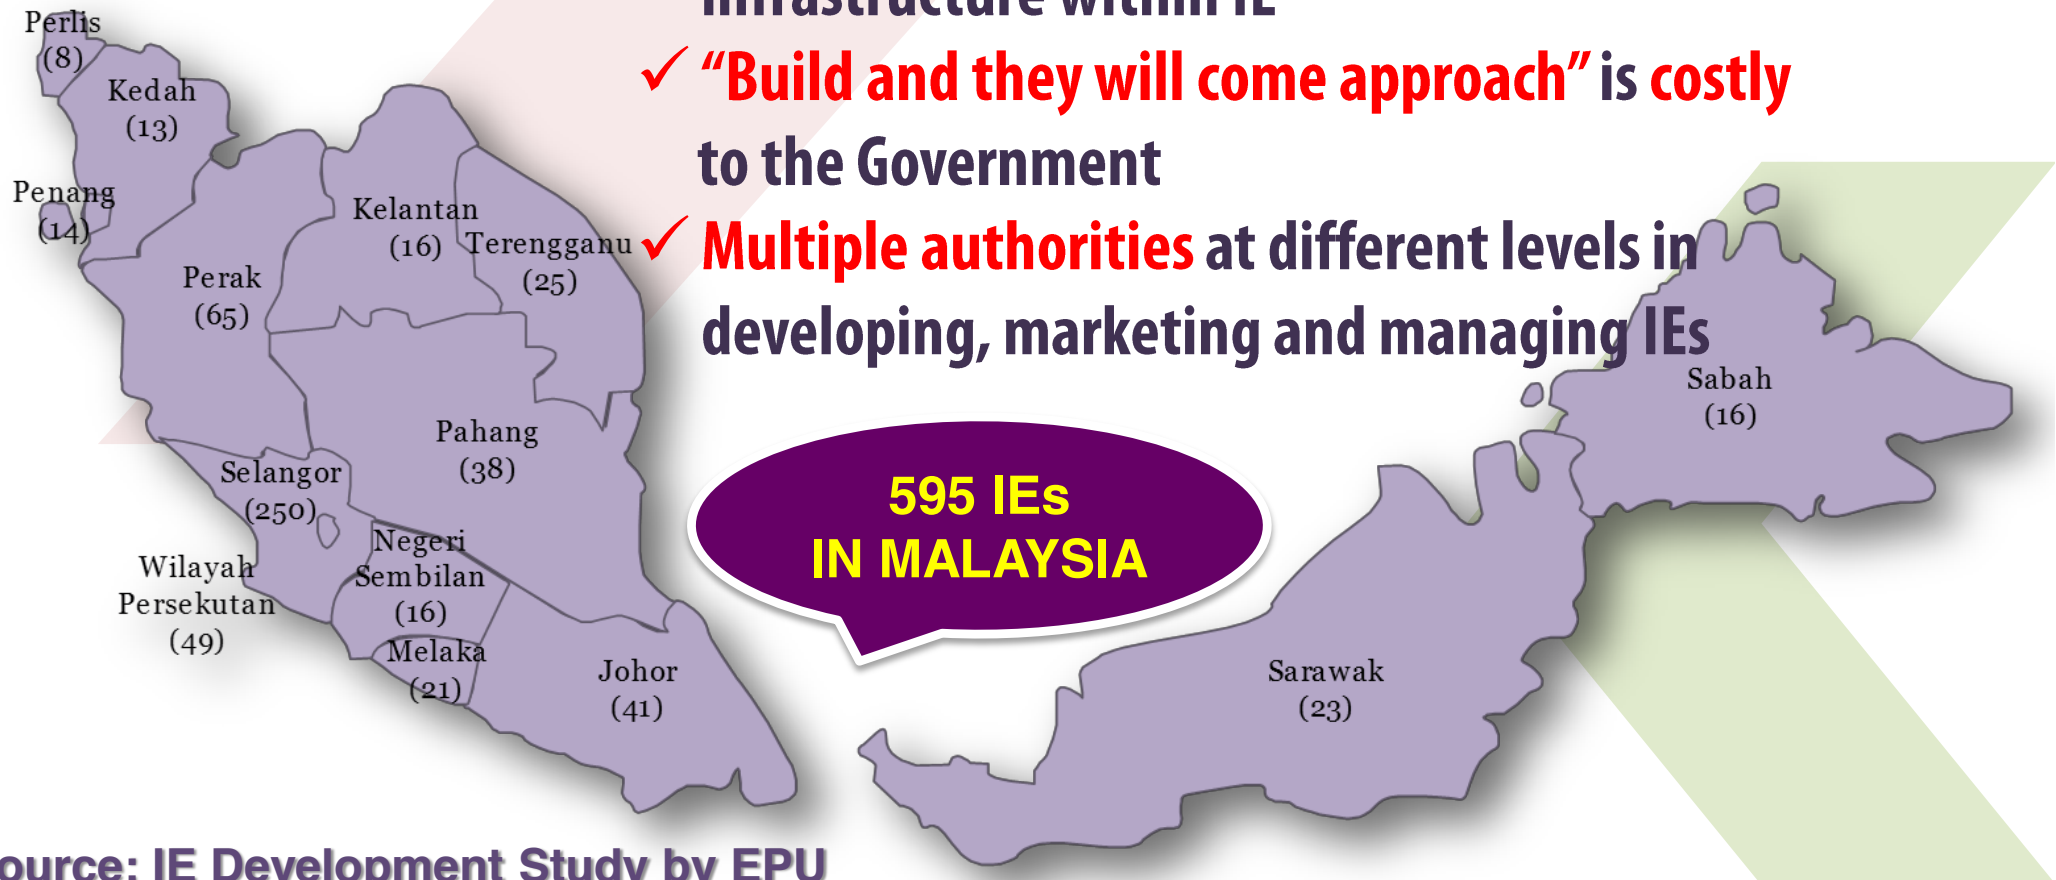 infrastructure within IE
✓ “Build and they will come approach” is costly
to the Government
✓ Multiple authorities at different levels in
developing, marketing and managing IEs
Perlis
(8)
Kedah
(13)
Penang
(14)
Perak
(65)
Kelantan
(16)
Terengganu
(25)
Pahang
(38)
Selangor
(250)
Wilayah
Persekutan
(49)
Negeri
Sembilan
(16)
Melaka
(21)
Johor
(41)
595 IEs
IN MALAYSIA
Sabah
(16)
Sarawak
(23)
ource: IE Development Study by EPU